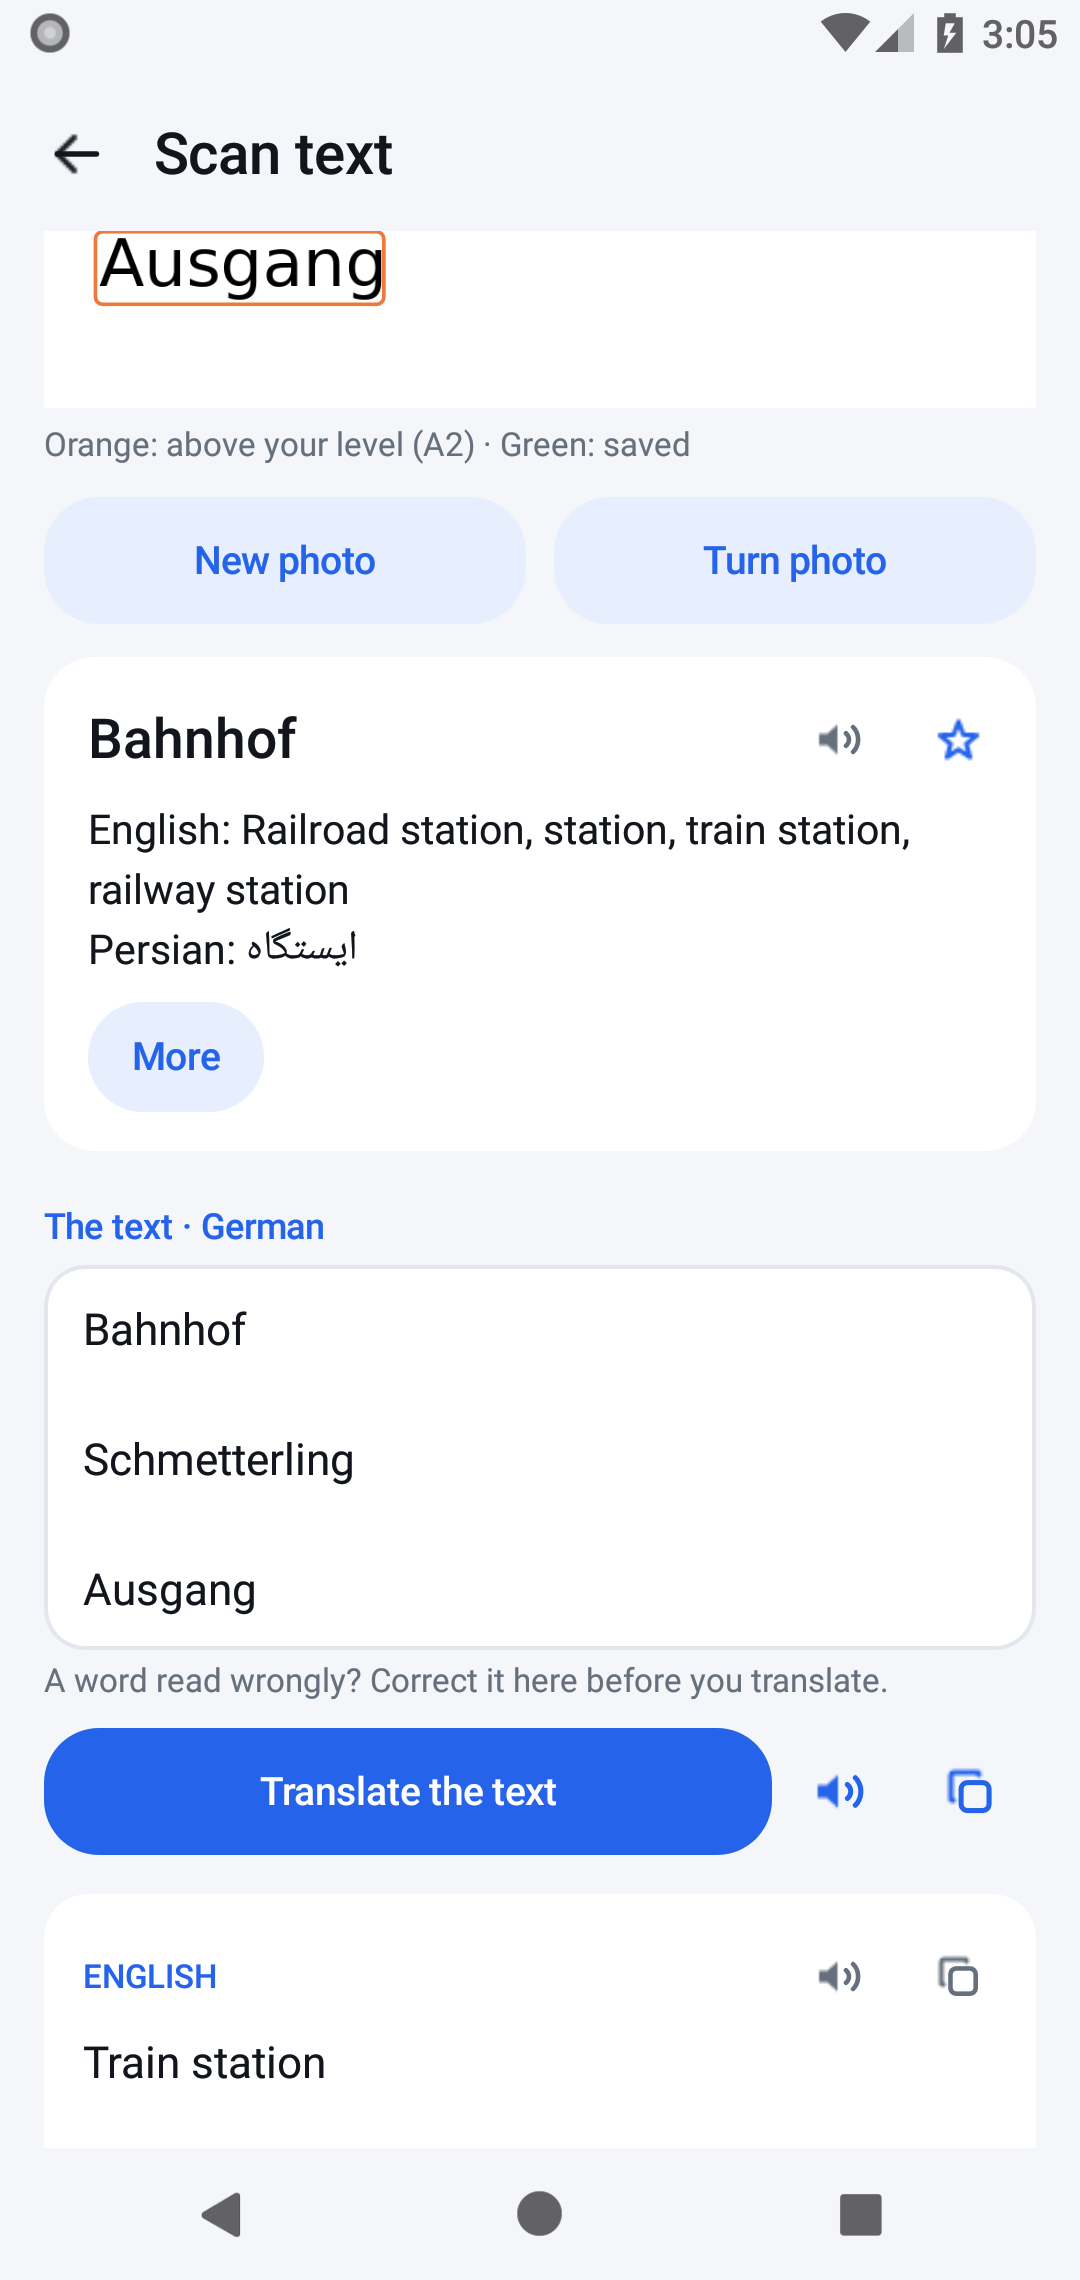 3:05
Scan text
Ausgang
Orange: above your level (A2) · Green: saved
New photo
Turn photo
Bahnhof
English: Railroad station, station, train station,
railway station
Persian: ایستگاه
More
The text · German
Bahnhof
Schmetterling
Ausgang
A word read wrongly? Correct it here before you translate.
Translate the text
ENGLISH
Train station